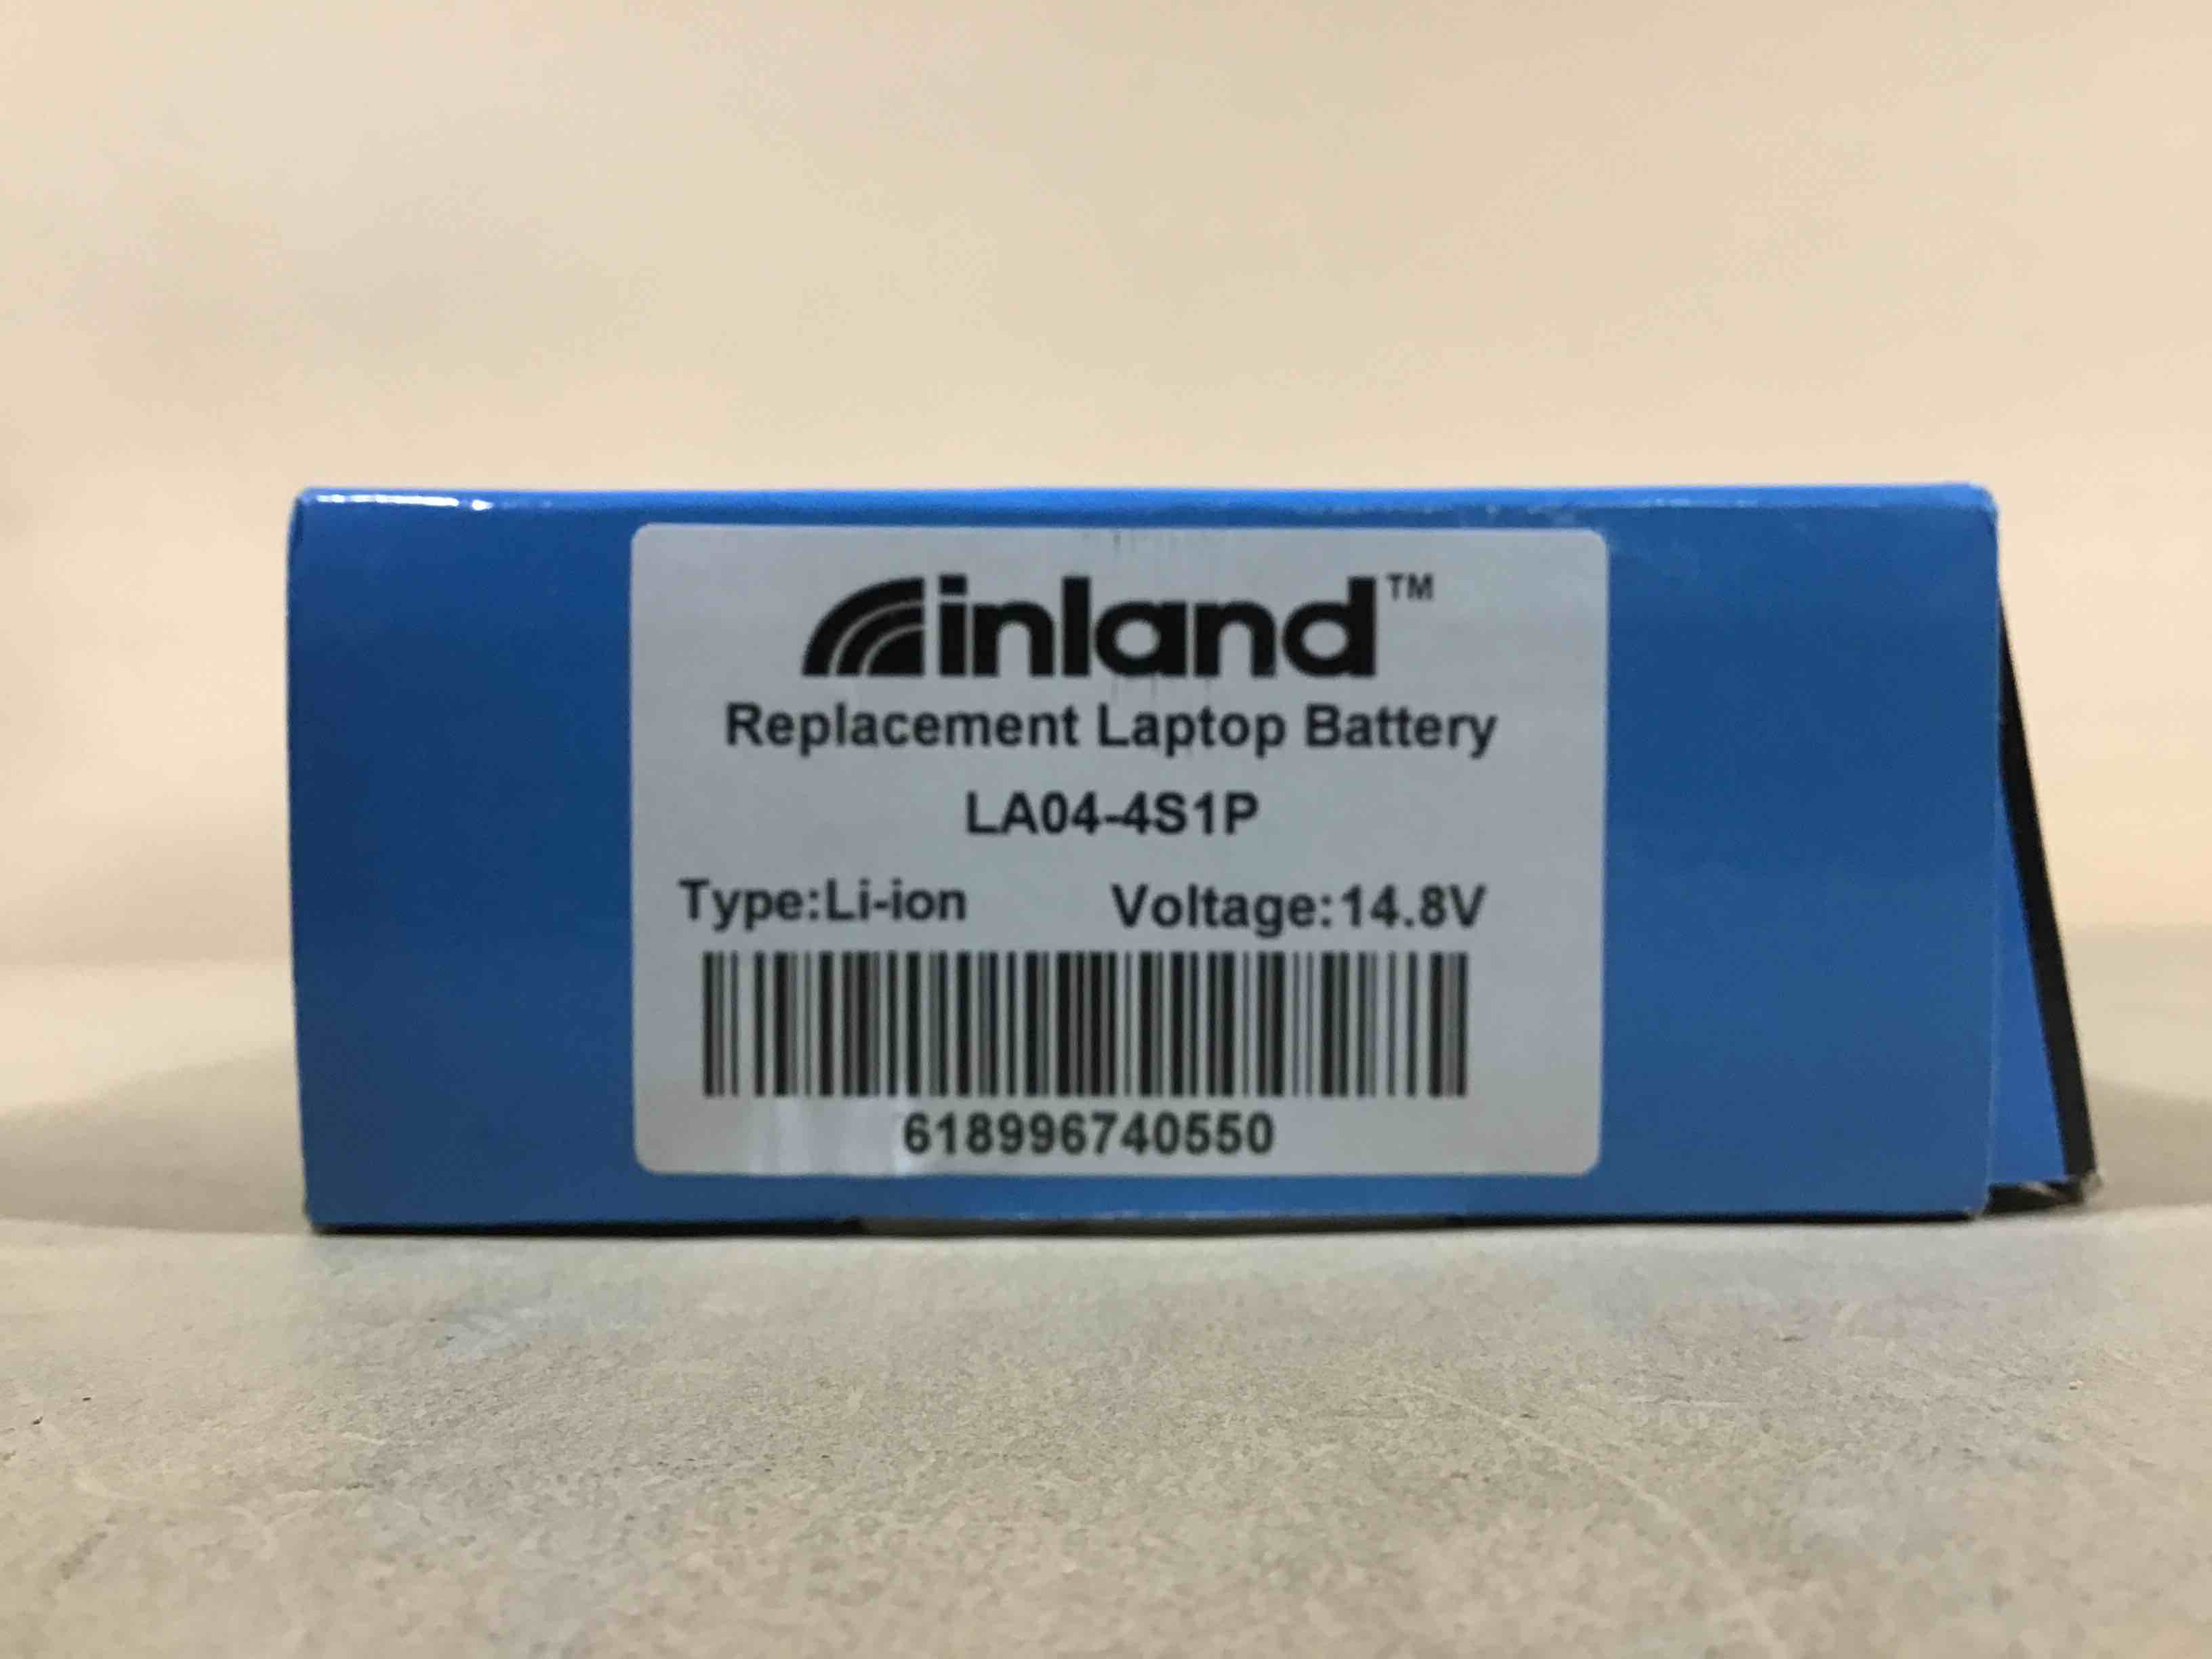 inland™
Replacement Laptop Battery
LA04-4S1P
Type:Li-ion Voltage:14.8V
618996740550